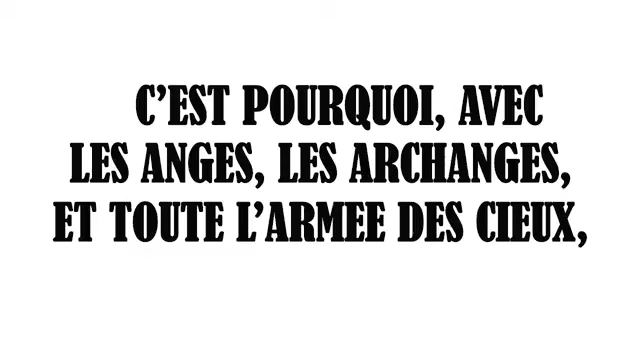 C’EST POURQUOI, AVEC
LES ANGES, LES ARCHANGES,
ET TOUTE L’ARMEE DES CIEUX,